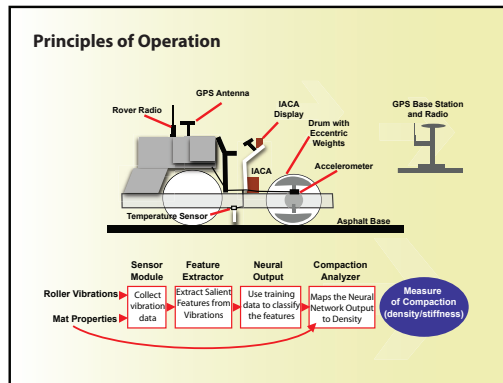 Principles of Operation
GPS Antenna
Rover Radio
IACA
Display
Drum with
Eccentric
Weights
GPS Base Station
and Radio
Accelerometer
IACA
Temperature Sensor
Asphalt Base
Sensor
Module
Feature
Extractor
Neural
Output
Compaction
Analyzer
Roller Vibrations
Mat Properties
Collect
vibration
data
Extract Salient
Features from
Vibrations
Use training
data to classify
the features
Maps the Neural
Network Output
to Density
Measure
of Compaction
(density/stiffness)